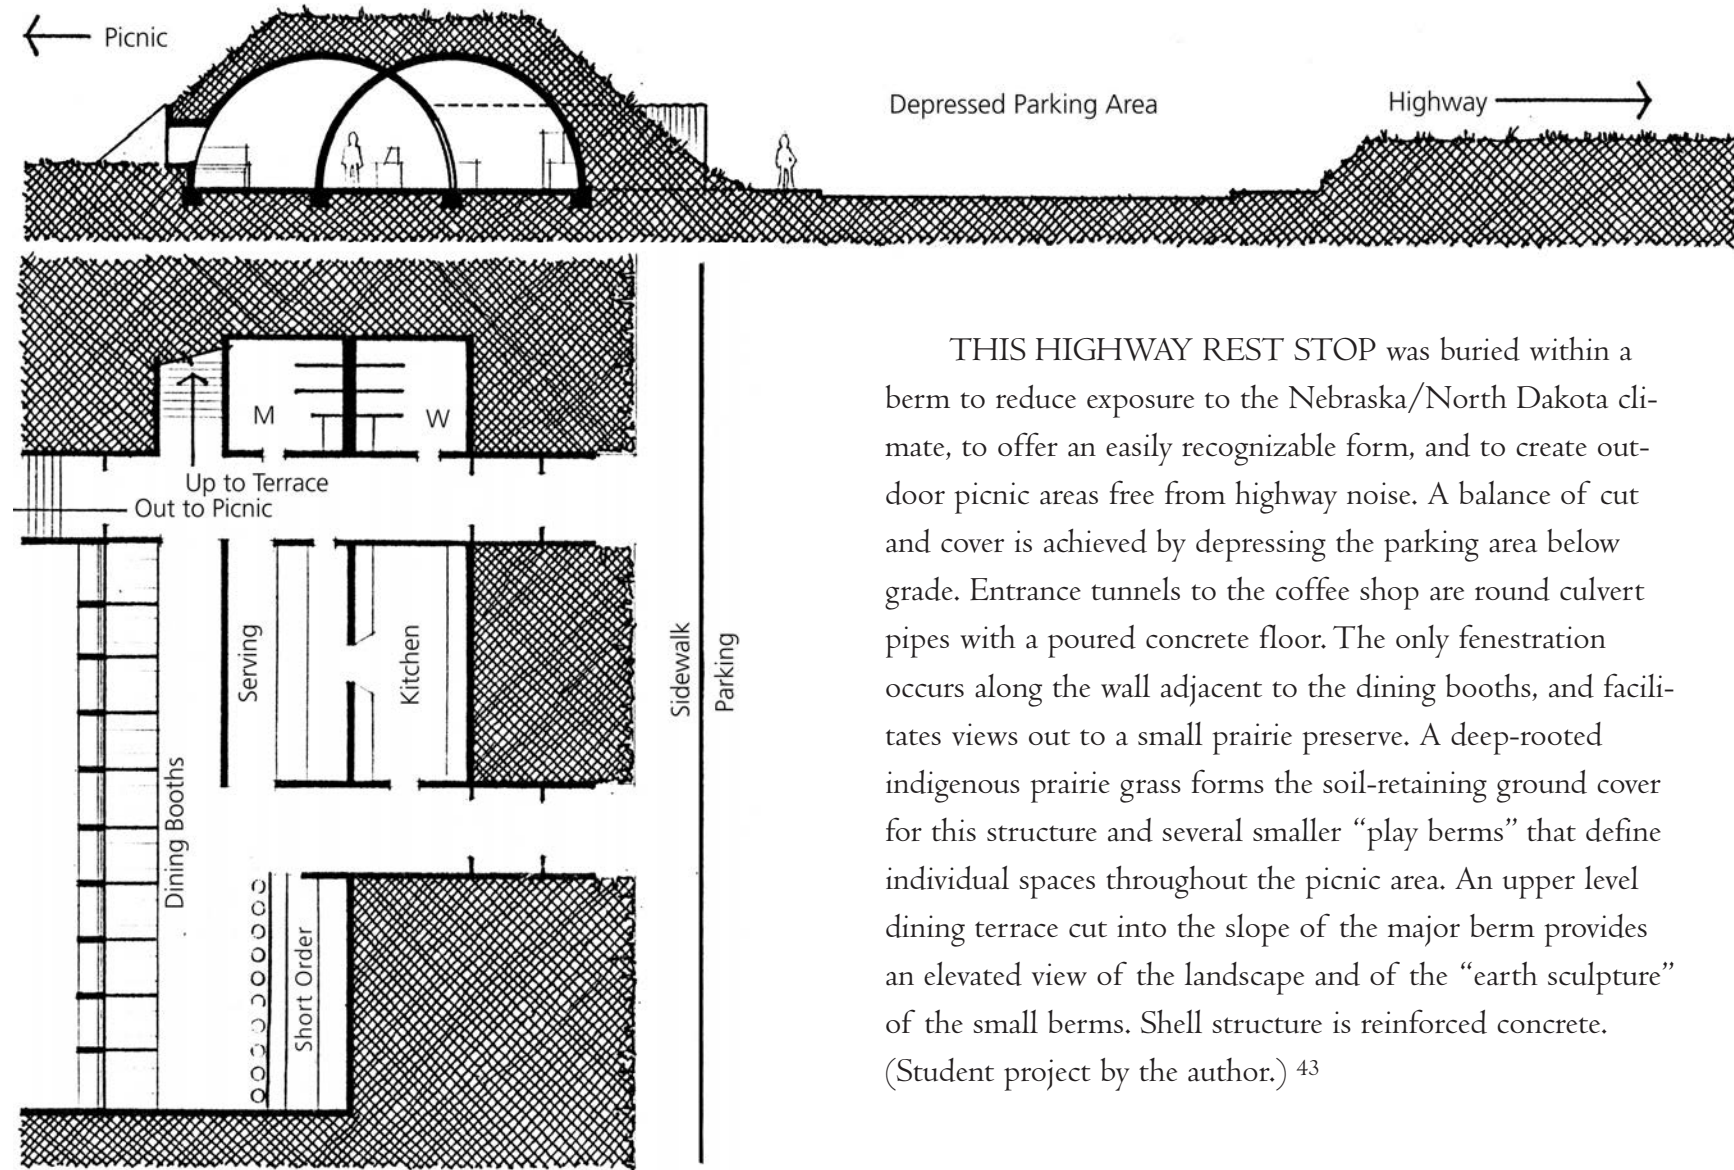 Picnic
Depressed Parking Area
Highway
M
W
Up to Terrace
Out to Picnic
Serving
Kitchen
Sidewalk
Parking
Dining Booths
Short Order
THIS HIGHWAY REST STOP was buried within a
berm to reduce exposure to the Nebraska/North Dakota cli-
mate, to offer an easily recognizable form, and to create out-
door picnic areas free from highway noise. A balance of cut
and cover is achieved by depressing the parking area below
grade. Entrance tunnels to the coffee shop are round culvert
pipes with a poured concrete floor. The only fenestration
occurs along the wall adjacent to the dining booths, and facili-
tates views out to a small prairie preserve. A deep-rooted
indigenous prairie grass forms the soil-retaining ground cover
for this structure and several smaller “play berms” that define
individual spaces throughout the picnic area. An upper level
dining terrace cut into the slope of the major berm provides
an elevated view of the landscape and of the “earth sculpture”
of the small berms. Shell structure is reinforced concrete.
(Student project by the author.) 43